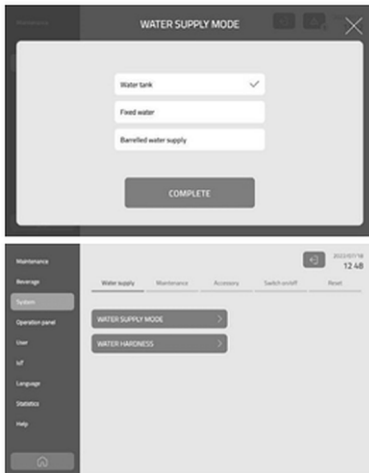 WATER SUPPLY MODE
Water tank
Fixed water
Barrelled water supply
COMPLETE
2022/07/18
12 48
Maintenance
Beverage
System
Operation panel
User
IoT
Language
Statistics
Help
Water supply Maintenance Accessory Switch on/off Reset
WATER SUPPLY MODE
WATER HARDNESS